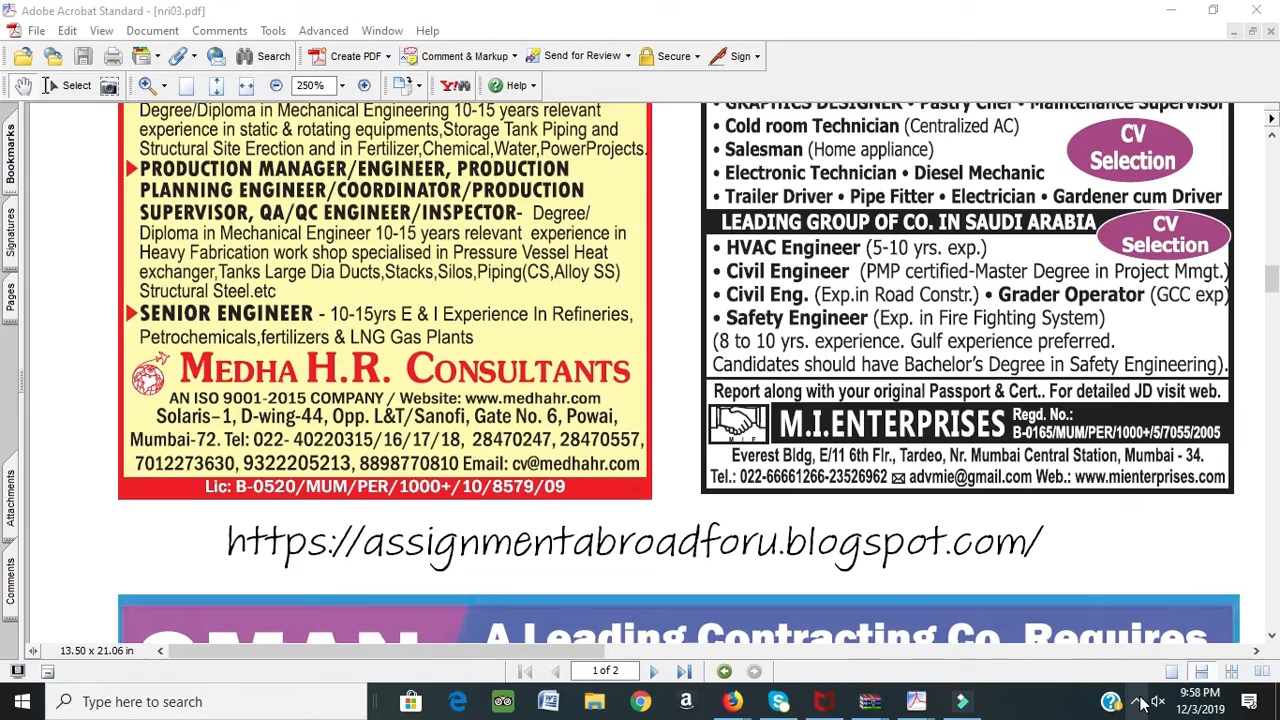 Adobe Acrobat Standard - [nri03.pdf]
File Edit View Document Comments Tools Advanced Window Help
Search Create PDF Comment & Markup Send for Review Secure Sign
Select 250% Y! Help
Bookmarks
Signatures
Pages
Attachments
Comments
Degree/Diploma in Mechanical Engineering 10-15 years relevant
experience in static & rotating equipments,Storage Tank Piping and
Structural Site Erection and in Fertilizer,Chemical,Water,PowerProjects.
PRODUCTION MANAGER/ENGINEER, PRODUCTION
PLANNING ENGINEER/COORDINATOR/PRODUCTION
SUPERVISOR, QA/QC ENGINEER/INSPECTOR- Degree/
Diploma in Mechanical Engineer 10-15 years relevant experience in
Heavy Fabrication work shop specialised in Pressure Vessel Heat
exchanger,Tanks Large Dia Ducts,Stacks,Silos,Piping(CS,Alloy SS)
Structural Steel.etc
SENIOR ENGINEER - 10-15yrs E & I Experience In Refineries,
Petrochemicals,fertilizers & LNG Gas Plants
MEDHA H.R. CONSULTANTS
AN ISO 9001-2015 COMPANY / Website: www.medhahr.com
Solaris-1, D-wing-44, Opp. L&T/Sanofi, Gate No. 6, Powai,
Mumbai-72. Tel: 022- 40220315/16/17/18, 28470247, 28470557,
7012273630, 9322205213, 8898770810 Email: cv@medhahr.com
Lic: B-0520/MUM/PER/1000+/10/8579/09
• GRAPHICS DESIGNER • Pastry Chef • Maintenance Supervisor
• Cold room Technician (Centralized AC)
• Salesman (Home appliance)
CV
Selection
• Electronic Technician • Diesel Mechanic
• Trailer Driver • Pipe Fitter • Electrician • Gardener cum Driver
LEADING GROUP OF CO. IN SAUDI ARABIA
CV
Selection
• HVAC Engineer (5-10 yrs. exp.)
• Civil Engineer (PMP certified-Master Degree in Project Mmgt.)
• Civil Eng. (Exp.in Road Constr.) • Grader Operator (GCC exp)
• Safety Engineer (Exp. in Fire Fighting System)
(8 to 10 yrs. experience. Gulf experience preferred.
Candidates should have Bachelor's Degree in Safety Engineering).
Report along with your original Passport & Cert.. For detailed JD visit web.
M I E
M.I.ENTERPRISES
Regd. No.:
B-0165/MUM/PER/1000+/5/7055/2005
Everest Bldg, E/11 6th Flr., Tardeo, Nr. Mumbai Central Station, Mumbai - 34.
Tel.: 022-66661266-23526962 ✉ advmie@gmail.com Web.: www.mienterprises.com
https://assignmentabroadforu.blogspot.com/
OMAN
A Leading Contracting Co. Requires
13.50 x 21.06 in
1 of 2
Type here to search
9:58 PM
12/3/2019